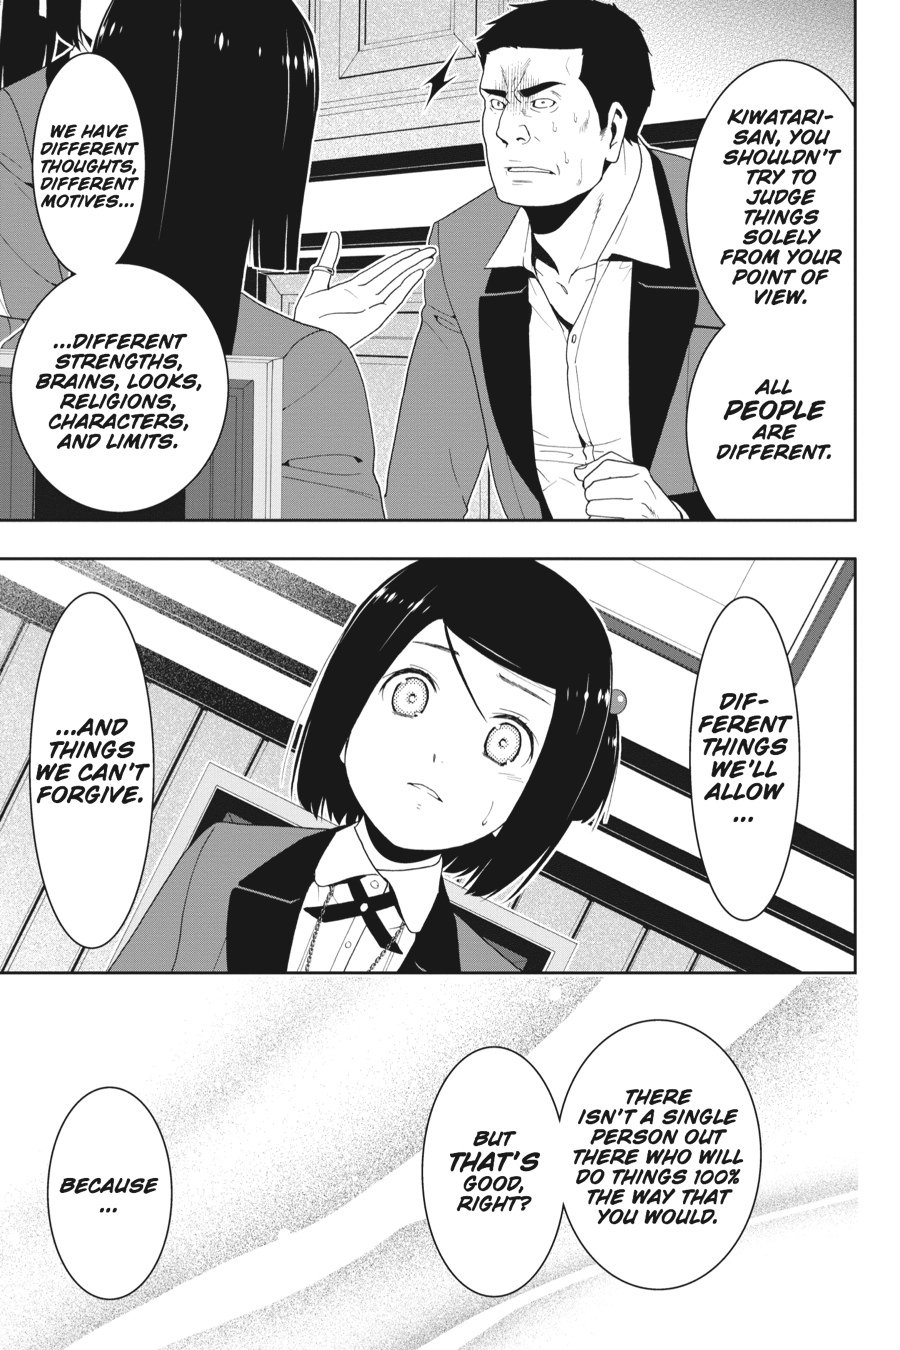 KIWATARI-
SAN, YOU
SHOULDN'T
TRY TO
JUDGE
THINGS
SOLELY
FROM YOUR
POINT OF
VIEW.
ALL
PEOPLE
ARE
DIFFERENT.
WE HAVE
DIFFERENT
THOUGHTS,
DIFFERENT
MOTIVES...
...DIFFERENT
STRENGTHS,
BRAINS, LOOKS,
RELIGIONS,
CHARACTERS,
AND LIMITS.
DIF-
FERENT
THINGS
WE'LL
ALLOW
...
...AND
THINGS
WE CAN'T
FORGIVE.
THERE
ISN'T A SINGLE
PERSON OUT
THERE WHO WILL
DO THINGS 100%
THE WAY THAT
YOU WOULD.
BUT
THAT'S
GOOD,
RIGHT?
BECAUSE
...